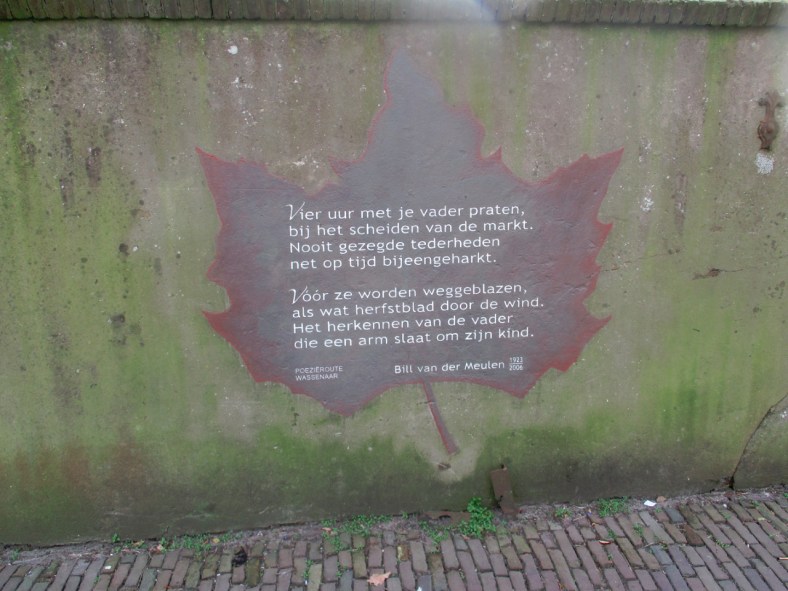 Vier uur met je vader praten,
bij het scheiden van de markt.
Nooit gezegde tederheden
net op tijd bijeengeharkt.
Vóór ze worden weggeblazen,
als wat herfstblad door de wind.
Het herkennen van de vader
die een arm slaat om zijn kind.
POEZIËROUTE
WASSENAAR
Bill van der Meulen 1923
2006